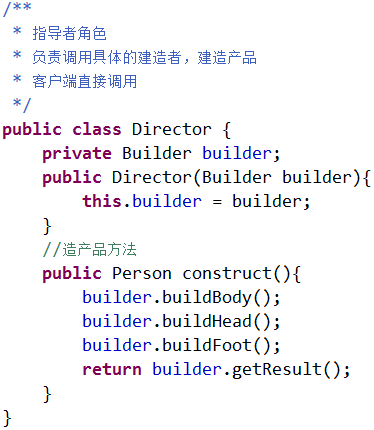 /**
 * 指导者角色
 * 负责调用具体的建造者，建造产品
 * 客户端直接调用
 */
public class Director {
    private Builder builder;
    public Director(Builder builder){
        this.builder = builder;
    }
    //造产品方法
    public Person construct(){
        builder.buildBody();
        builder.buildHead();
        builder.buildFoot();
        return builder.getResult();
    }
}